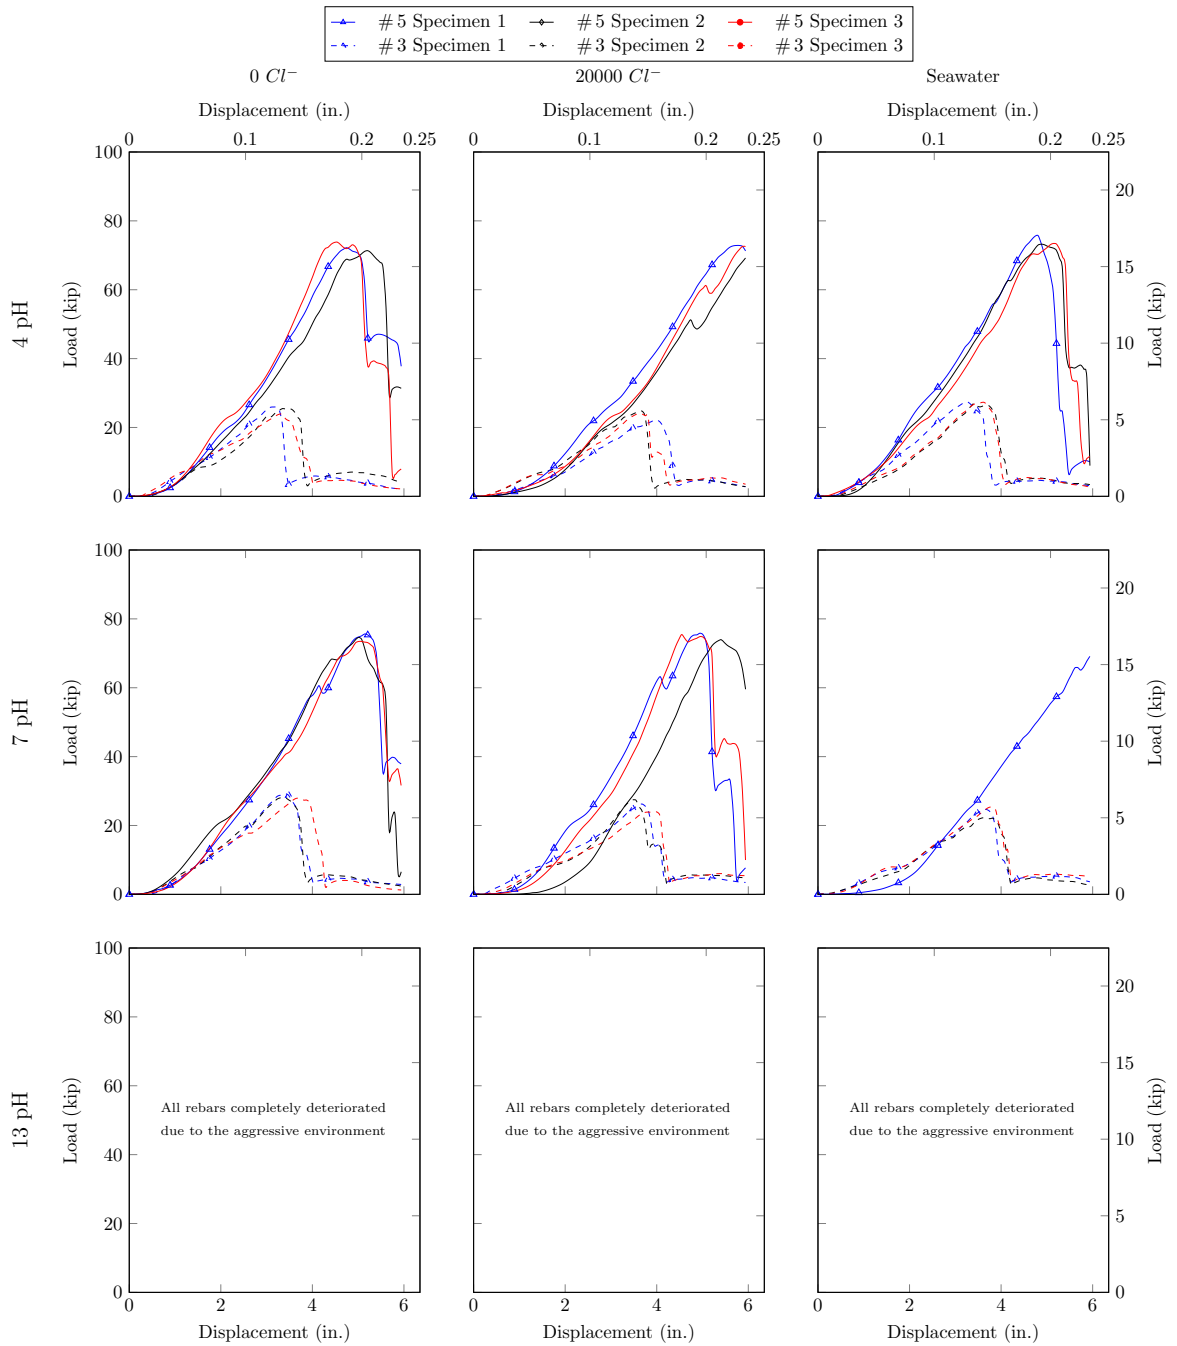 #5 Specimen 1 #5 Specimen 2 #5 Specimen 3
#3 Specimen 1 #3 Specimen 2 #3 Specimen 3
0 Cl⁻ 20000 Cl⁻ Seawater
Displacement (in.) Displacement (in.) Displacement (in.)
0 0.1 0.2 0.25 0 0.1 0.2 0.25 0 0.1 0.2 0.25
4 pH
Load (kip)
100
80
60
40
20
0
20
15
10
5
0
Load (kip)
7 pH
Load (kip)
100
80
60
40
20
0
20
15
10
5
0
Load (kip)
13 pH
Load (kip)
100
80
60
40
20
0
All rebars completely deteriorated
due to the aggressive environment
All rebars completely deteriorated
due to the aggressive environment
All rebars completely deteriorated
due to the aggressive environment
20
15
10
5
0
Load (kip)
0 2 4 6 0 2 4 6 0 2 4 6
Displacement (in.) Displacement (in.) Displacement (in.)